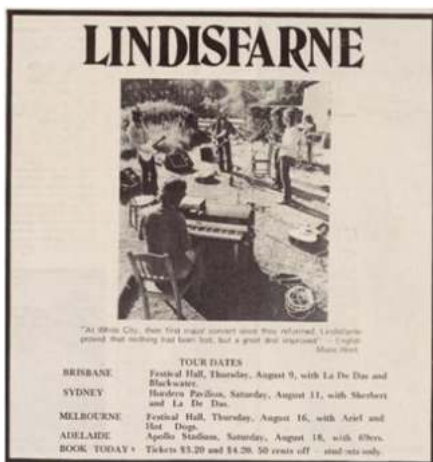 LINDISFARNE
"At White City, their first major concert since they reformed, Lindisfarne
proved that nothing had been lost, but a great deal improved" – English
Music Week
TOUR DATES
BRISBANE Festival Hall, Thursday, August 9, with La De Das and
Blackwater.
SYDNEY Hordern Pavilion, Saturday, August 11, with Sherbet
and La De Das.
MELBOURNE Festival Hall, Thursday, August 16, with Ariel and
Hot Dogs.
ADELAIDE Apollo Stadium, Saturday, August 18, with 69ers.
BOOK TODAY: Tickets $5.20 and $4.20. 50 cents off – students only.